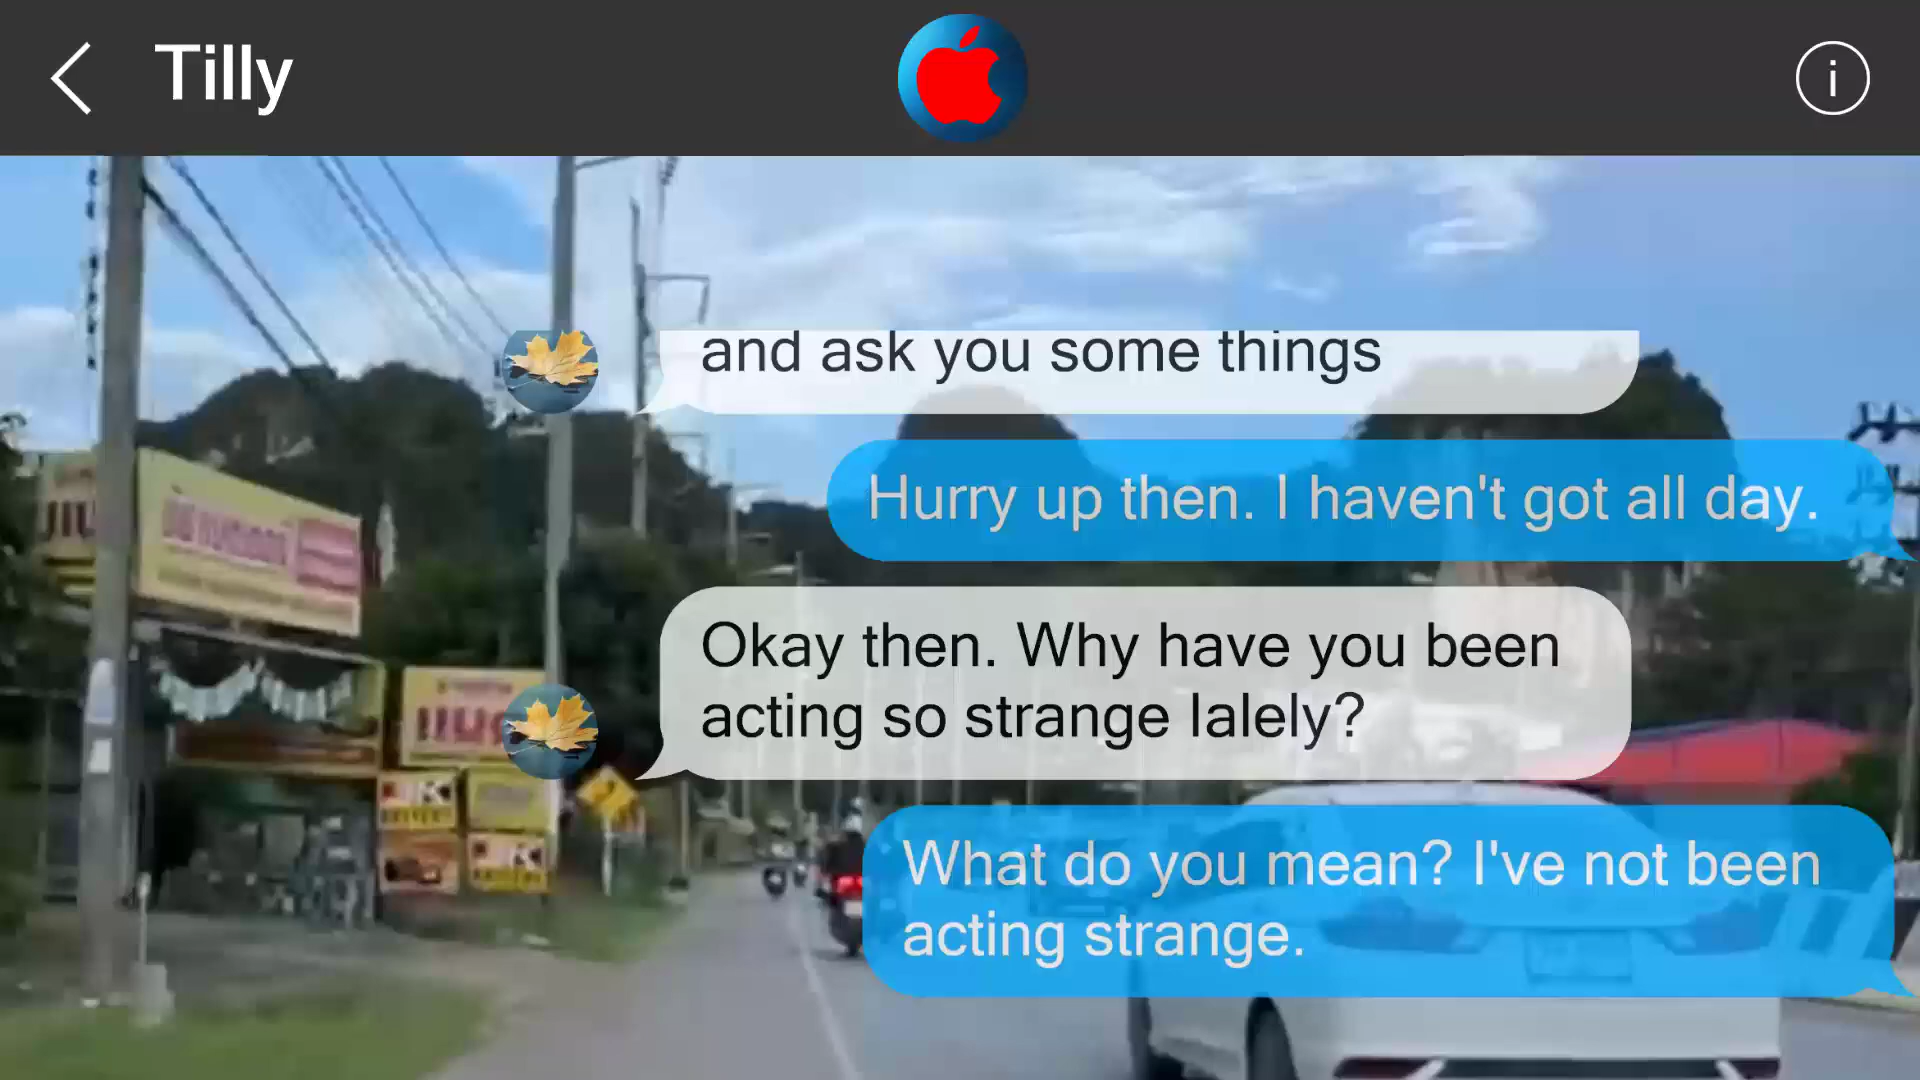 Tilly
i
and ask you some things
Hurry up then. I haven't got all day.
Okay then. Why have you been
acting so strange lalely?
What do you mean? I've not been
acting strange.